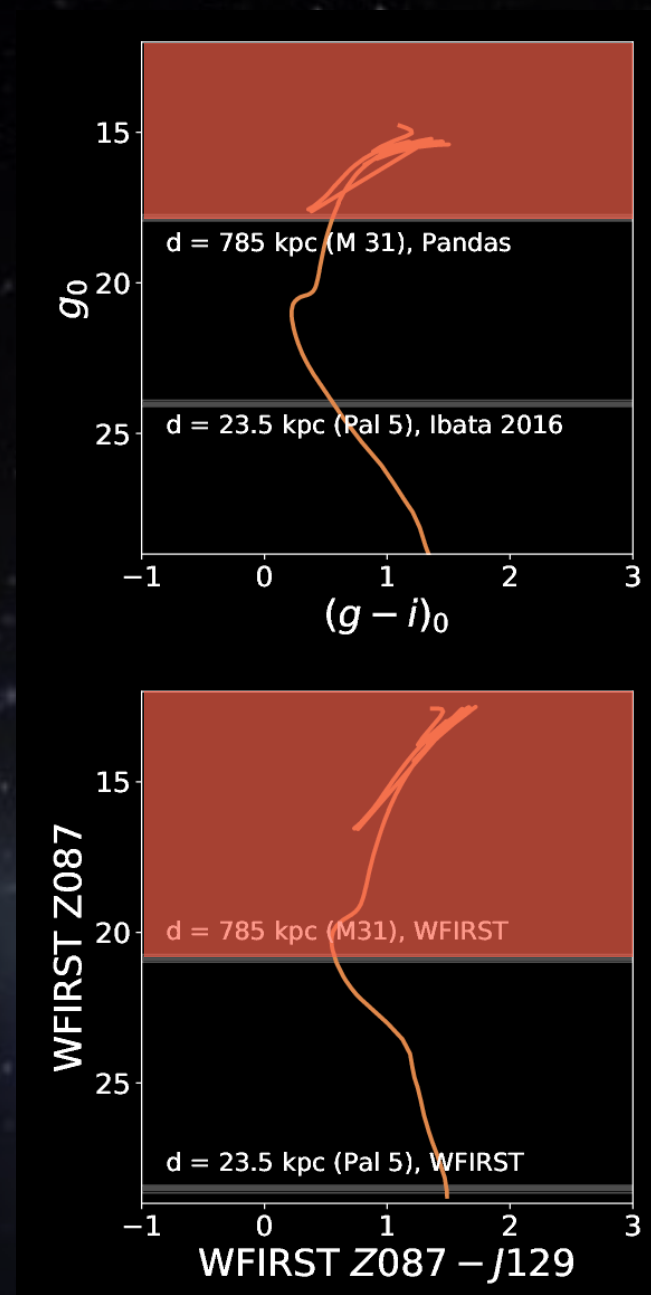 15
20
25
g₀
d = 785 kpc (M 31), Pandas
d = 23.5 kpc (Pal 5), Ibata 2016
−1 0 1 2 3
(g − i)₀
15
20
25
WFIRST Z087
d = 785 kpc (M31), WFIRST
d = 23.5 kpc (Pal 5), WFIRST
−1 0 1 2 3
WFIRST Z087 − J129